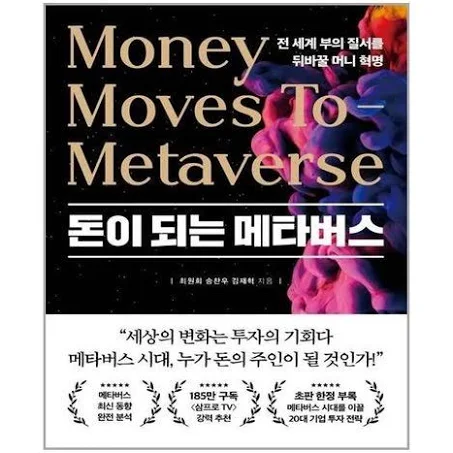 Money
전 세계 부의 질서를
뒤바꿀 머니 혁명
Moves To
Metaverse
돈이 되는 메타버스
최원희 송찬우 김재혁 지음
“세상의 변화는 투자의 기회다
메타버스 시대, 누가 돈의 주인이 될 것인가!”
★★★★★
메타버스
최신 동향
완전 분석
★★★★★
185만 구독
〈삼프로 TV〉
강력 추천
★★★★★
초판 한정 부록
메타버스 시대를 이끌
20대 기업 투자 전략